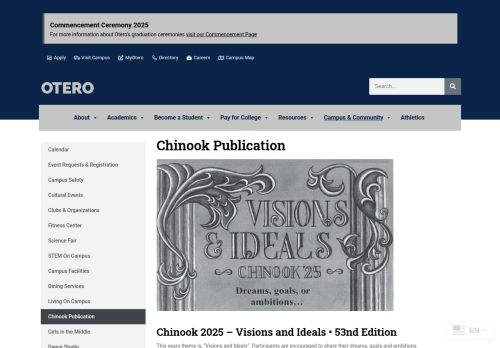 Commencement Ceremony 2025
For more information about Otero's graduation ceremonies visit our Commencement Page
Apply Visit Campus MyOtero Directory Careers Campus Map
OTERO
Search...
About Academics Become a Student Pay for College Resources Campus & Community Athletics
Calendar
Event Requests & Registration
Campus Safety
Cultural Events
Clubs & Organizations
Fitness Center
Science Fair
STEM On Campus
Campus Facilities
Dining Services
Living On Campus
Chinook Publication
Girls in the Middle
Dance Studio
Chinook Publication
VISIONS
& IDEALS
CHINOOK '25
Dreams, goals, or
ambitions...
Chinook 2025 – Visions and Ideals • 53nd Edition
This years theme is, "Visions and Ideals". Participants are encouraged to share their dreams, goals and ambitions.
EN